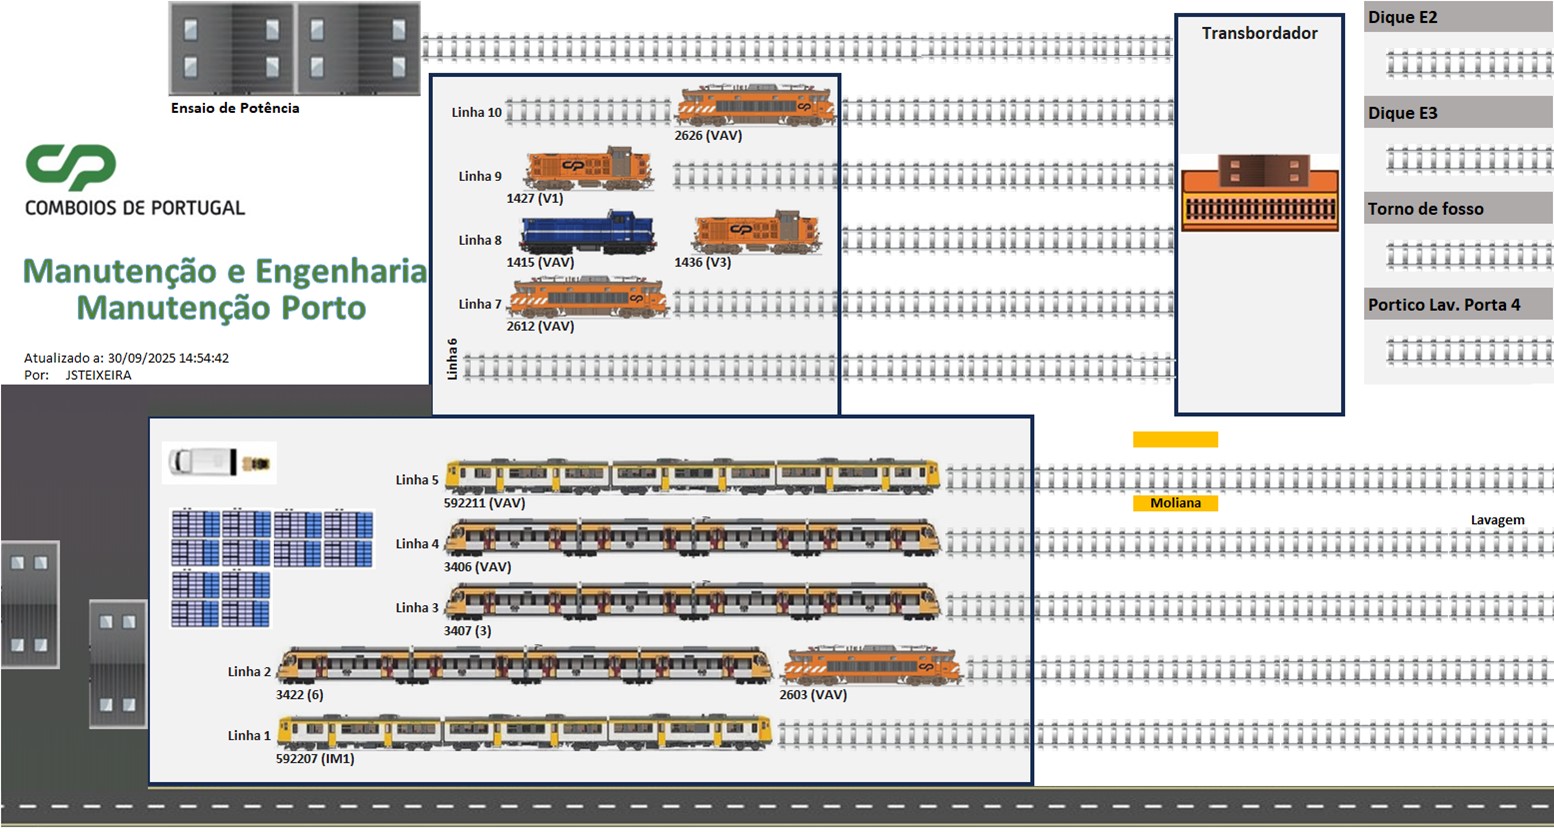 Ensaio de Potência
CP
COMBOIOS DE PORTUGAL
Manutenção e Engenharia
Manutenção Porto
Atualizado a: 30/09/2025 14:54:42
Por: JSTEIXEIRA
Linha 10
2626 (VAV)
Linha 9
1427 (V1)
Linha 8
1415 (VAV)
1436 (V3)
Linha 7
2612 (VAV)
Linha 6
Transbordador
Dique E2
Dique E3
Torno de fosso
Portico Lav. Porta 4
Linha 5
592211 (VAV)
Moliana
Lavagem
Linha 4
3406 (VAV)
Linha 3
3407 (3)
Linha 2
3422 (6)
2603 (VAV)
Linha 1
592207 (IM1)